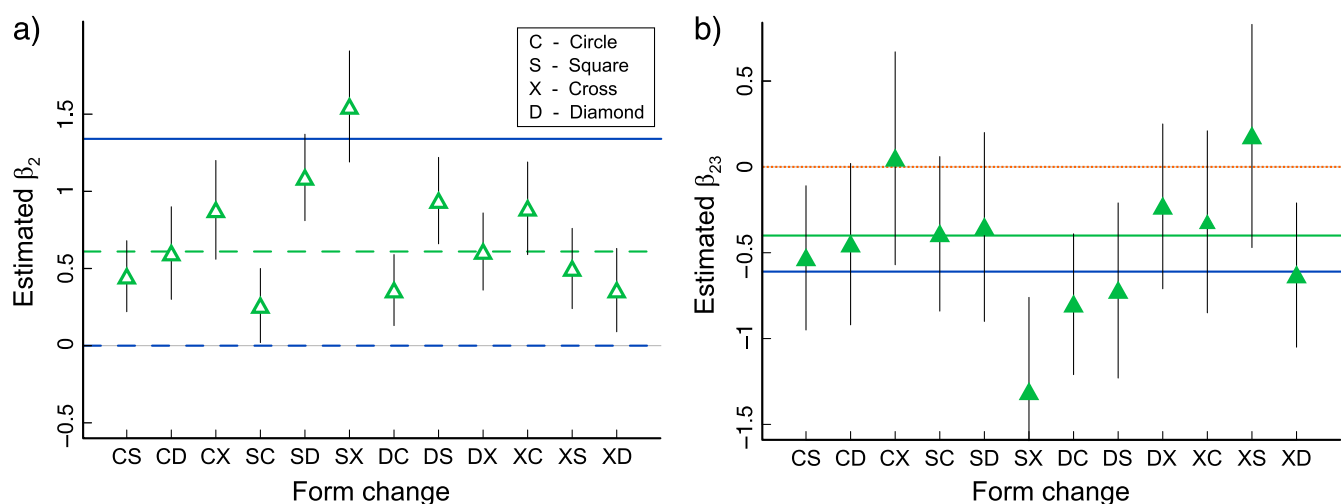 a)
Estimated β2
1.5
1
0.5
0
−0.5
C - Circle
S - Square
X - Cross
D - Diamond
CS CD CX SC SD SX DC DS DX XC XS XD
Form change
b)
Estimated β23
0.5
0
−0.5
−1
−1.5
CS CD CX SC SD SX DC DS DX XC XS XD
Form change